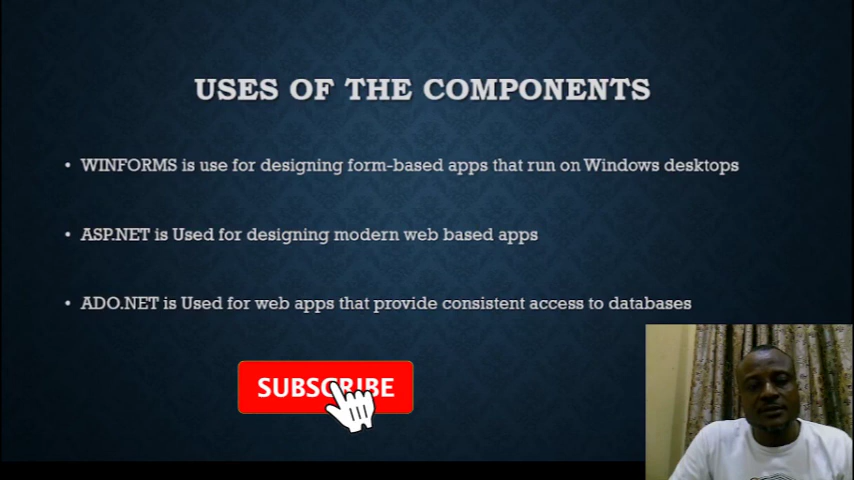 USES OF THE COMPONENTS
• WINFORMS is use for designing form-based apps that run on Windows desktops
• ASP.NET is Used for designing modern web based apps
• ADO.NET is Used for web apps that provide consistent access to databases
SUBSCRIBE